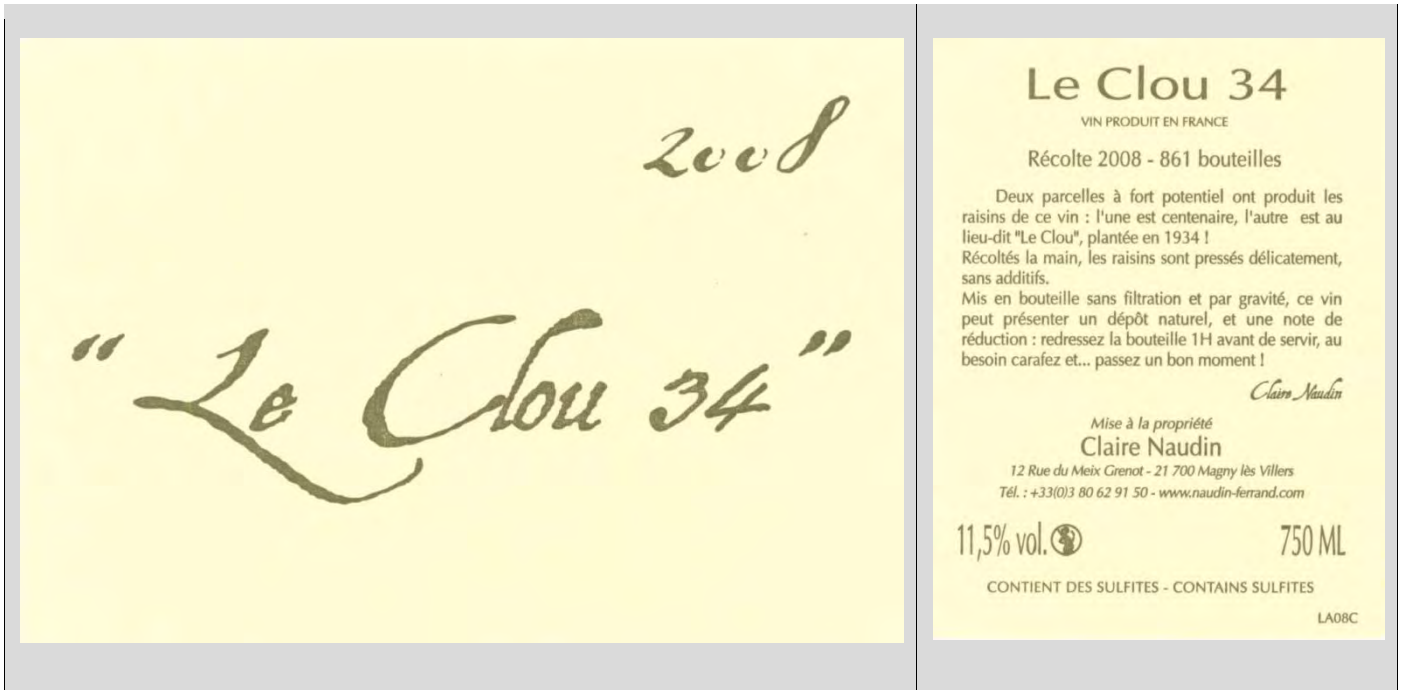 2008
“ Le Clou 34 ”
Le Clou 34
VIN PRODUIT EN FRANCE
Récolte 2008 - 861 bouteilles
Deux parcelles à fort potentiel ont produit les
raisins de ce vin : l'une est centenaire, l'autre est au
lieu-dit "Le Clou", plantée en 1934 !
Récoltés la main, les raisins sont pressés délicatement,
sans additifs.
Mis en bouteille sans filtration et par gravité, ce vin
peut présenter un dépôt naturel, et une note de
réduction : redressez la bouteille 1H avant de servir, au
besoin carafez et... passez un bon moment !
Claire Naudin
Mise à la propriété
Claire Naudin
12 Rue du Meix Grenot - 21 700 Magny lès Villers
Tél. : +33(0)3 80 62 91 50 - www.naudin-ferrand.com
11,5% vol. 750 ML
CONTIENT DES SULFITES - CONTAINS SULFITES
LA08C